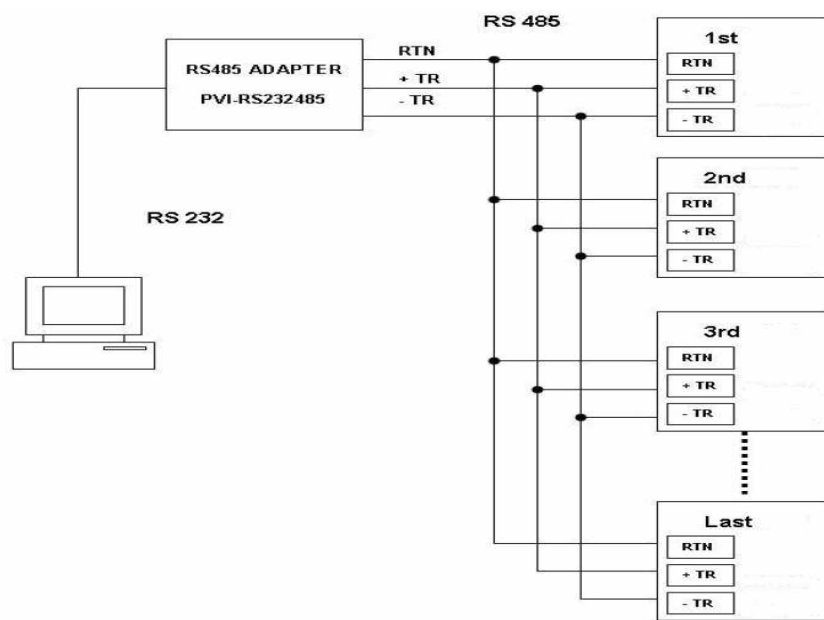 RS 485
RS485 ADAPTER
PVI-RS232485
RTN
+ TR
- TR
RS 232
1st
RTN
+ TR
- TR
2nd
RTN
+ TR
- TR
3rd
RTN
+ TR
- TR
Last
RTN
+ TR
- TR